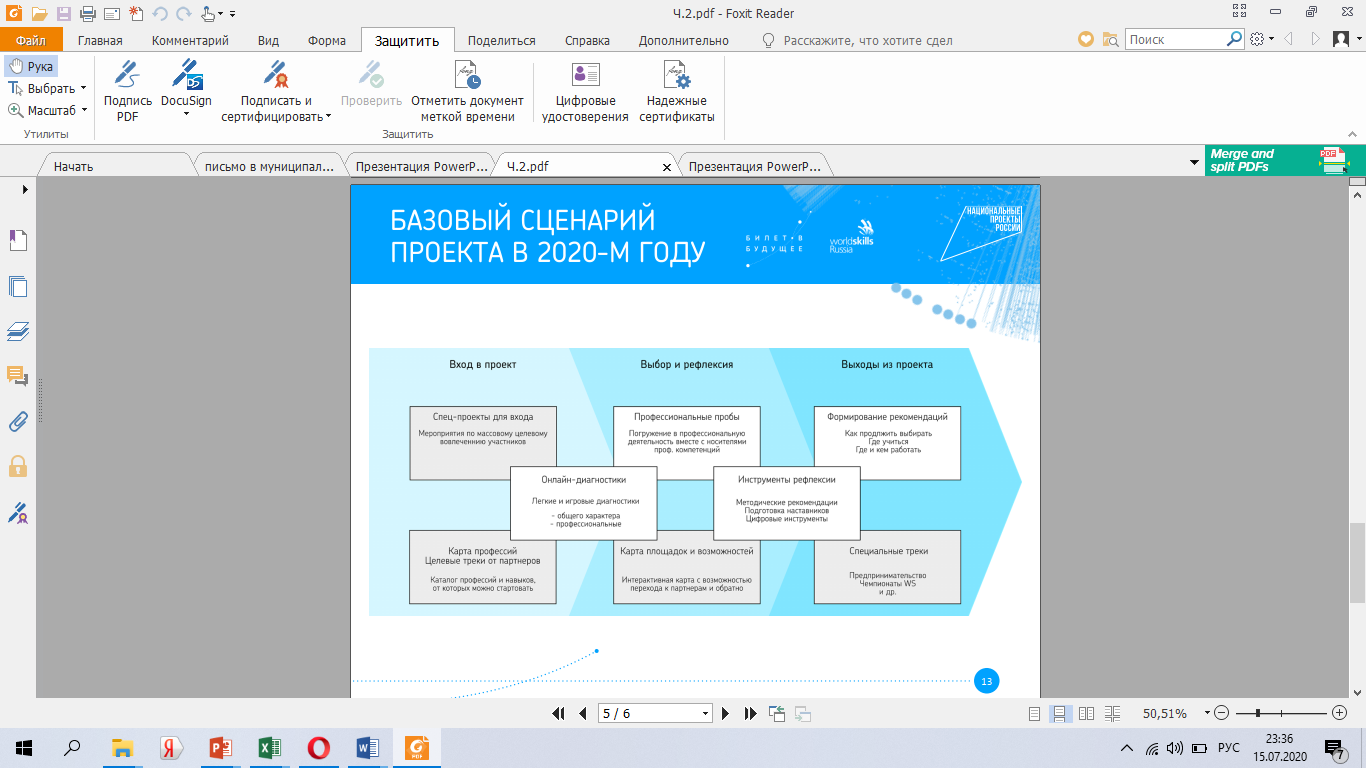 Ч.2.pdf - Foxit Reader
Файл
Главная
Комментарий
Вид
Форма
Защитить
Поделиться
Справка
Дополнительно
Расскажите, что хотите сдел
Поиск
Рука
Выбрать
Масштаб
Утилиты
Подпись
PDF
DocuSign
Подписать и
сертифицировать
Проверить
Отметить документ
меткой времени
Защитить
Цифровые
удостоверения
Надежные
сертификаты
Начать
письмо в муниципал...
Презентация PowerP...
Ч.2.pdf
Презентация PowerP...
Merge and
split PDFs
PDF
БАЗОВЫЙ СЦЕНАРИЙ
ПРОЕКТА В 2020-М ГОДУ
БИЛЕТ В
БУДУЩЕЕ
worldskills
Russia
НАЦИОНАЛЬНЫЕ
ПРОЕКТЫ
РОССИИ
Вход в проект
Выбор и рефлексия
Выходы из проекта
Спец-проекты для входа
Мероприятия по массовому целевому
вовлечению участников
Профессиональные пробы
Погружение в профессиональную
деятельность вместе с носителями
проф. компетенций
Формирование рекомендаций
Как продлжить выбирать
Где учиться
Где и кем работать
Онлайн-диагностики
Легкие и игровые диагностики
- общего характера
- профессиональные
Инструменты рефлексии
Методические рекомендации
Подготовка наставников
Цифровые инструменты
Карта профессий
Целевые треки от партнеров
Каталог профессий и навыков,
от которых можно стартовать
Карта площадок и возможностей
Интерактивная карта с возможностью
перехода к партнерам и обратно
Специальные треки
Предпринимательство
Чемпионаты WS
и др.
13
5 / 6
50,51%
РУС
23:36
15.07.2020
7